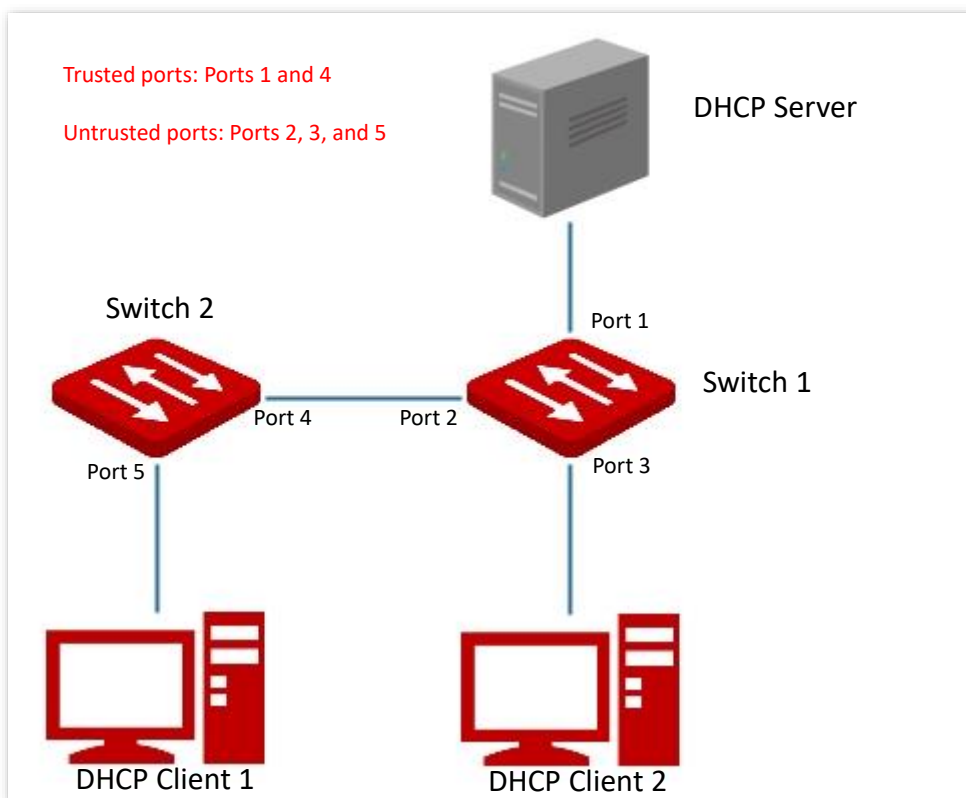 Trusted ports: Ports 1 and 4
DHCP Server
Untrusted ports: Ports 2, 3, and 5
Switch 2
Port 1
Switch 1
Port 4
Port 2
Port 5
Port 3
DHCP Client 1
DHCP Client 2